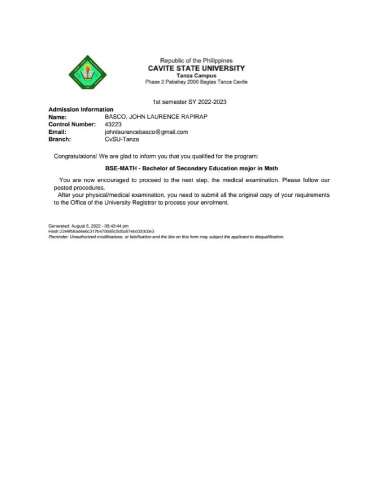 Republic of the Philippines
CAVITE STATE UNIVERSITY
Tanza Campus
Phase 2 Pabahay 2000 Bagtas Tanza Cavite
1st semester SY 2022-2023
Admission Information
Name: BASCO, JOHN LAURENCE RAPIRAP
Control Number: 43223
Email: johnlaurencebasco@gmail.com
Branch: CvSU-Tanza
Congratulations! We are glad to inform you that you qualified for the program:
BSE-MATH - Bachelor of Secondary Education major in Math
You are now encouraged to proceed to the next step, the medical examination. Please follow our
posted procedures.
After your physical/medical examination, you need to submit all the original copy of your requirements
to the Office of the University Registrar to process your enrolment.
Generated: August 5, 2022 - 09:43:44 pm
Hash:
Reminder: Unauthorized modifications, or falsification and the like on this form may subject the applicant to disqualification.